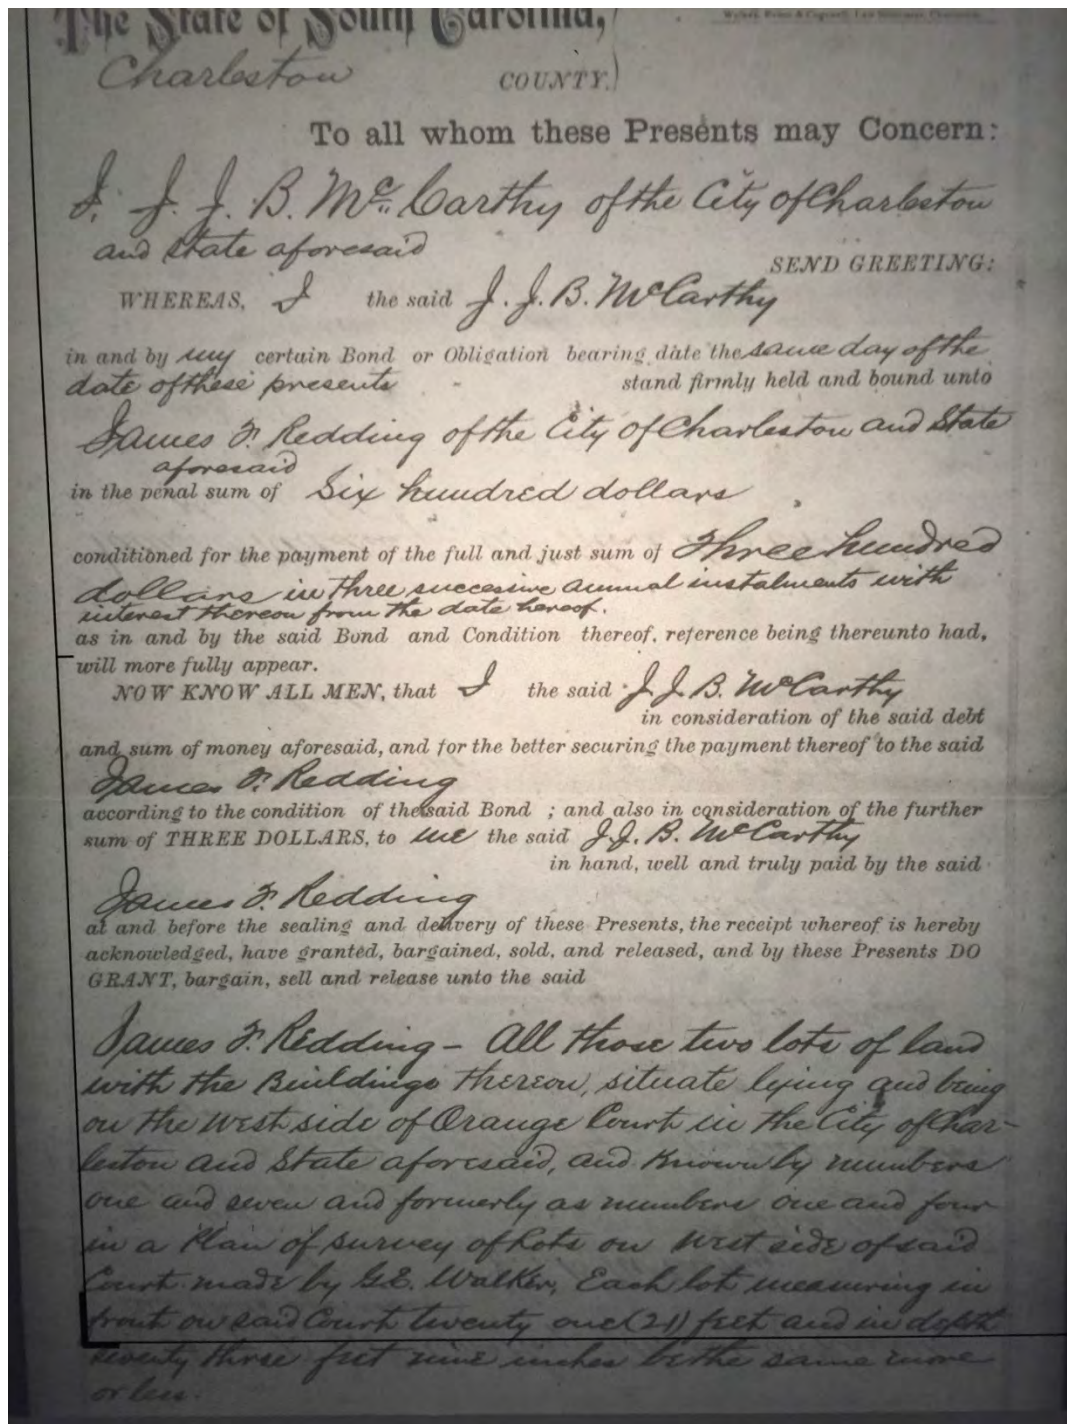 The State of South Carolina,
Charleston COUNTY.
To all whom these Presents may Concern:
I, J. J. B. McCarthy of the City of Charleston
and State aforesaid
SEND GREETING:
WHEREAS, I the said J. J. B. McCarthy
in and by my certain Bond or Obligation bearing date the same day of the
date of these presents stand firmly held and bound unto
James F. Redding of the City of Charleston and State
aforesaid
in the penal sum of Six hundred dollars
conditioned for the payment of the full and just sum of Three hundred
dollars in three successive annual instalments with
interest thereon from the date hereof.
as in and by the said Bond and Condition thereof, reference being thereunto had,
will more fully appear.
NOW KNOW ALL MEN, that I the said J. J. B. McCarthy
in consideration of the said debt
and sum of money aforesaid, and for the better securing the payment thereof to the said
James F. Redding
according to the condition of the said Bond ; and also in consideration of the further
sum of THREE DOLLARS, to me the said J. J. B. McCarthy
in hand, well and truly paid by the said
James F. Redding
at and before the sealing and delivery of these Presents, the receipt whereof is hereby
acknowledged, have granted, bargained, sold, and released, and by these Presents DO
GRANT, bargain, sell and release unto the said
James F. Redding — All those two lots of land
with the Buildings thereon, situate lying and being
on the West side of Orange Court in the City of Char-
leston and State aforesaid, and Known by numbers
one and seven and formerly as numbers one and four
in a Plan of survey of Lots on West side of said
Court made by G.E. Walker, Each lot measuring in
front on said Court twenty one (21) feet and in depth
seventy three feet nine inches be the same more
or less.